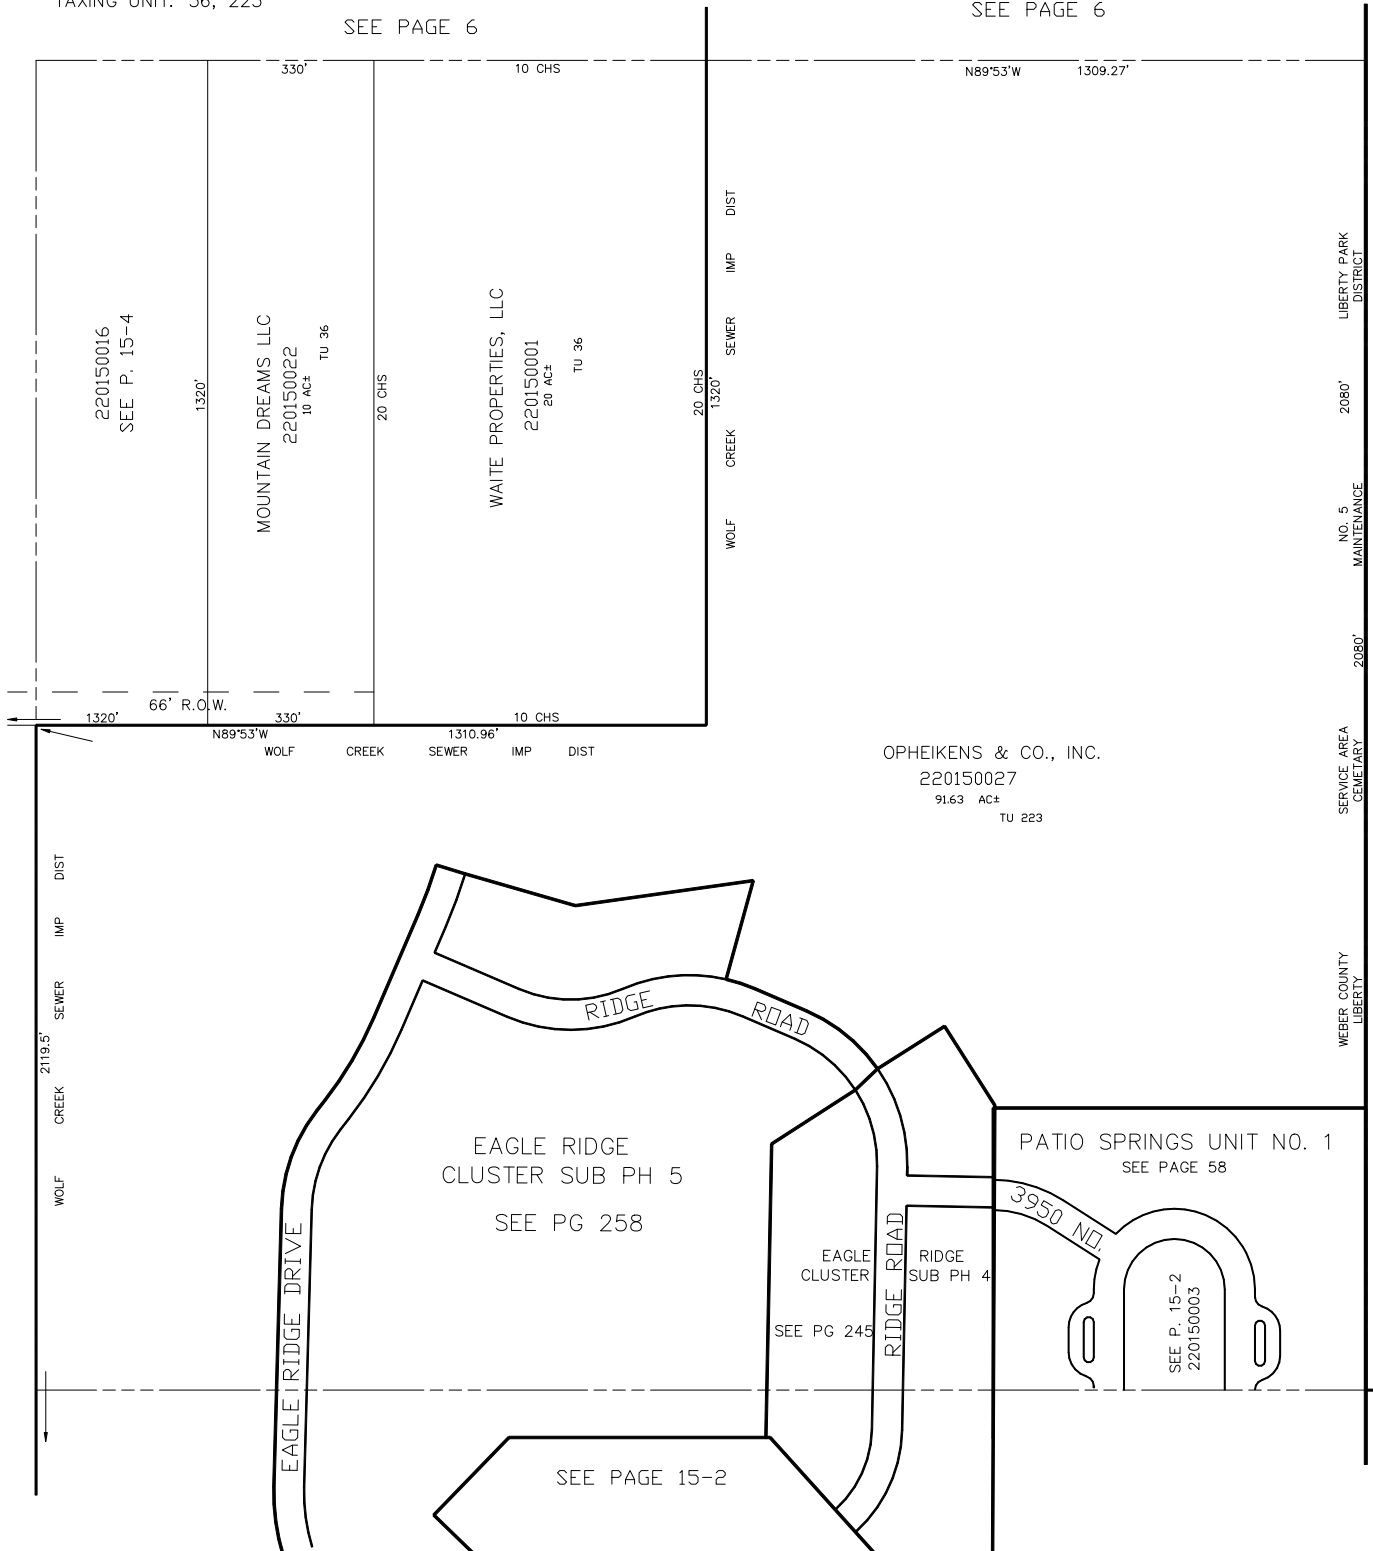 TAXING UNIT: 36, 223
SEE PAGE 6
SEE PAGE 6
330'
10 CHS
N89°53'W 1309.27'
220150016
SEE P. 15-4
1320'
MOUNTAIN DREAMS LLC
220150022
10 AC±
TU 36
20 CHS
WAITE PROPERTIES, LLC
220150001
20 AC±
TU 36
20 CHS
1320'
WOLF CREEK SEWER IMP DIST
WEBER COUNTY SERVICE AREA NO. 5 LIBERTY PARK
LIBERTY CEMETARY MAINTENANCE DISTRICT
2080'
2080'
66' R.O.W.
1320'
330'
10 CHS
N89°53'W 1310.96'
WOLF CREEK SEWER IMP DIST
OPHEIKENS & CO., INC.
220150027
91.63 AC±
TU 223
WOLF CREEK SEWER IMP DIST
2119.5'
RIDGE ROAD
EAGLE RIDGE
CLUSTER SUB PH 5
SEE PG 258
EAGLE RIDGE DRIVE
EAGLE RIDGE
CLUSTER SUB PH 4
SEE PG 245
RIDGE ROAD
PATIO SPRINGS UNIT NO. 1
SEE PAGE 58
3950 NO.
SEE P. 15-2
220150003
SEE PAGE 15-2